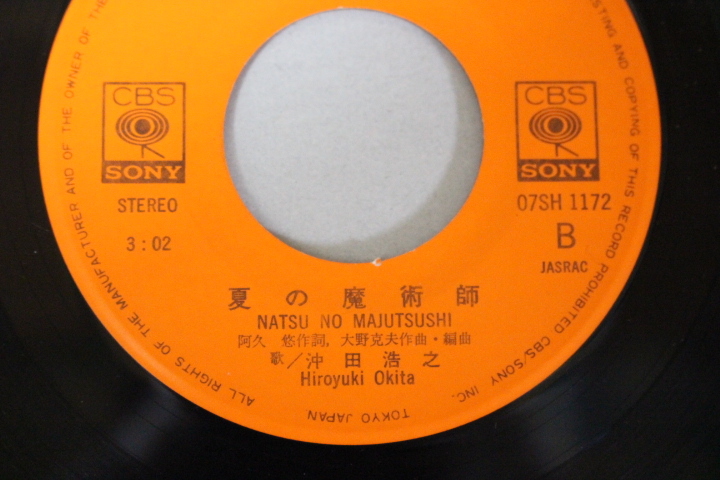 CBS
SONY
STEREO
3:02
CBS
SONY
07SH 1172
B
JASRAC
夏の魔術師
NATSU NO MAJUTSUSHI
阿久 悠作詞, 大野克夫作曲・編曲
歌/沖田浩之
Hiroyuki Okita
ALL RIGHTS OF THE MANUFACTURER AND OF THE OWNER OF THE
AND COPYING OF THIS RECORD PROHIBITED CBS/SONY INC.
TOKYO JAPAN